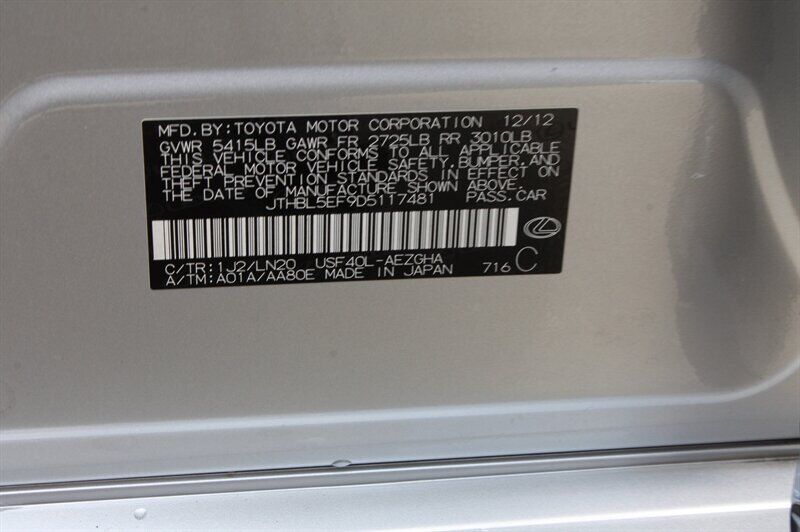 MFD. BY: TOYOTA MOTOR CORPORATION 12/12
GVWR 5415LB GAWR FR 2725LB RR 3010LB
THIS VEHICLE CONFORMS TO ALL APPLICABLE
FEDERAL MOTOR VEHICLE SAFETY, BUMPER, AND
THEFT PREVENTION STANDARDS IN EFFECT ON
THE DATE OF MANUFACTURE SHOWN ABOVE.
JTHBL5EF9D5117481 PASS. CAR
C/TR: 1J2/LN20 USF40L-AEZGHA
A/TM: A01A/AA80E MADE IN JAPAN 716 C